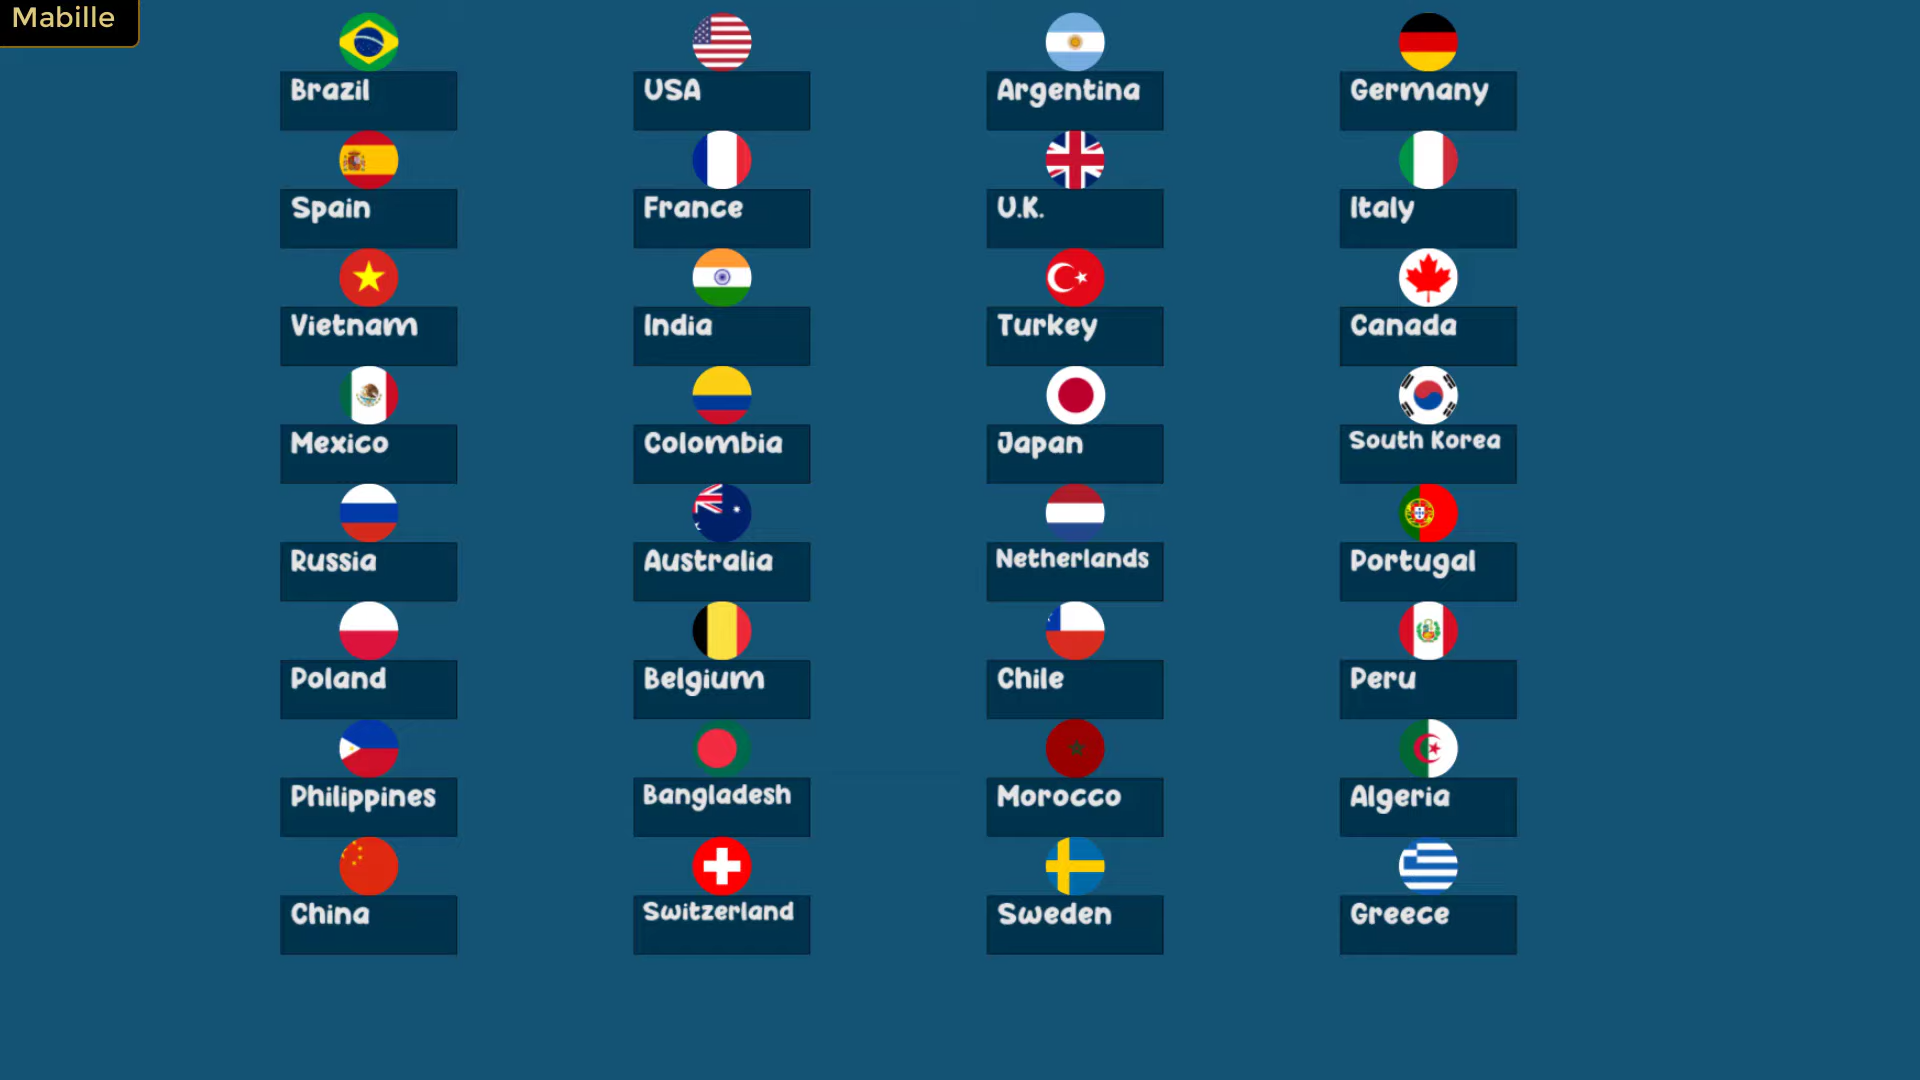 Mabille
Brazil
USA
Argentina
Germany
Spain
France
U.K.
Italy
Vietnam
India
Turkey
Canada
Mexico
Colombia
Japan
South Korea
Russia
Australia
Netherlands
Portugal
Poland
Belgium
Chile
Peru
Philippines
Bangladesh
Morocco
Algeria
China
Switzerland
Sweden
Greece